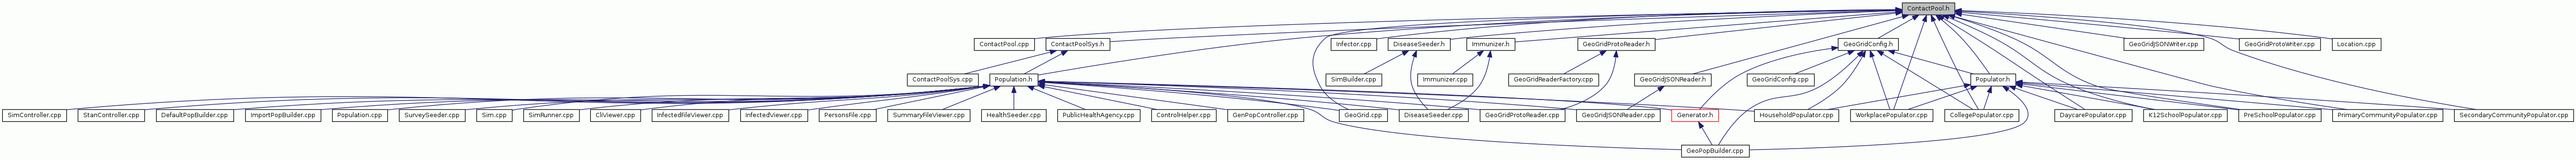 ContactPool.h
ContactPool.cpp
ContactPoolSys.h
Infector.cpp
DiseaseSeeder.h
Immunizer.h
GeoGridProtoReader.h
GeoGridConfig.h
GeoGridJSONWriter.cpp
GeoGridProtoWriter.cpp
Location.cpp
ContactPoolSys.cpp
Population.h
SimBuilder.cpp
Immunizer.cpp
GeoGridReaderFactory.cpp
GeoGridJSONReader.h
GeoGridConfig.cpp
Populator.h
SimController.cpp
StanController.cpp
DefaultPopBuilder.cpp
ImportPopBuilder.cpp
Population.cpp
SurveySeeder.cpp
Sim.cpp
SimRunner.cpp
CliViewer.cpp
InfectedFileViewer.cpp
InfectedViewer.cpp
PersonsFile.cpp
SummaryFileViewer.cpp
HealthSeeder.cpp
PublicHealthAgency.cpp
ControlHelper.cpp
GenPopController.cpp
GeoGrid.cpp
DiseaseSeeder.cpp
GeoGridProtoReader.cpp
GeoGridJSONReader.cpp
Generator.h
HouseholdPopulator.cpp
WorkplacePopulator.cpp
CollegePopulator.cpp
DaycarePopulator.cpp
K12SchoolPopulator.cpp
PreSchoolPopulator.cpp
PrimaryCommunityPopulator.cpp
SecondaryCommunityPopulator.cpp
GeoPopBuilder.cpp